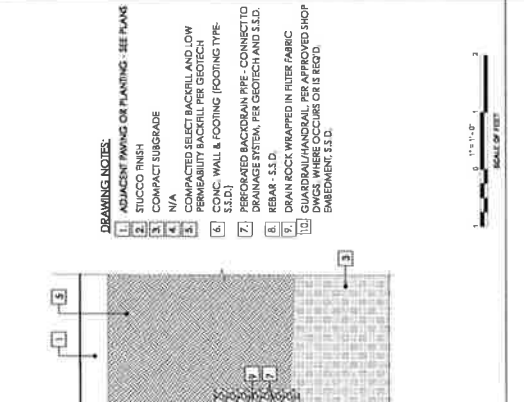 DRAWING NOTES:
1. ADJACENT PAVING OR PLANTING - SEE PLANS
2. STUCCO FINISH
3. COMPACT SUBGRADE
4. N/A
5. COMPACTED SELECT BACKFILL AND LOW
PERMEABILITY BACKFILL PER GEOTECH
6. CONC. WALL & FOOTING (FOOTING TYPE-
S.S.D.)
7. PERFORATED BACKDRAIN PIPE - CONNECT TO
DRAINAGE SYSTEM, PER GEOTECH AND S.S.D.
8. REBAR - S.S.D.
9. DRAIN ROCK WRAPPED IN FILTER FABRIC
10. GUARDRAIL/HANDRAIL, PER APPROVED SHOP
DWGS. WHERE OCCURS OR IS REQ'D.
EMBEDMENT, S.S.D.
1
5
3
9
7
1 0 1 2
1" = 1'-0"
SCALE OF FEET